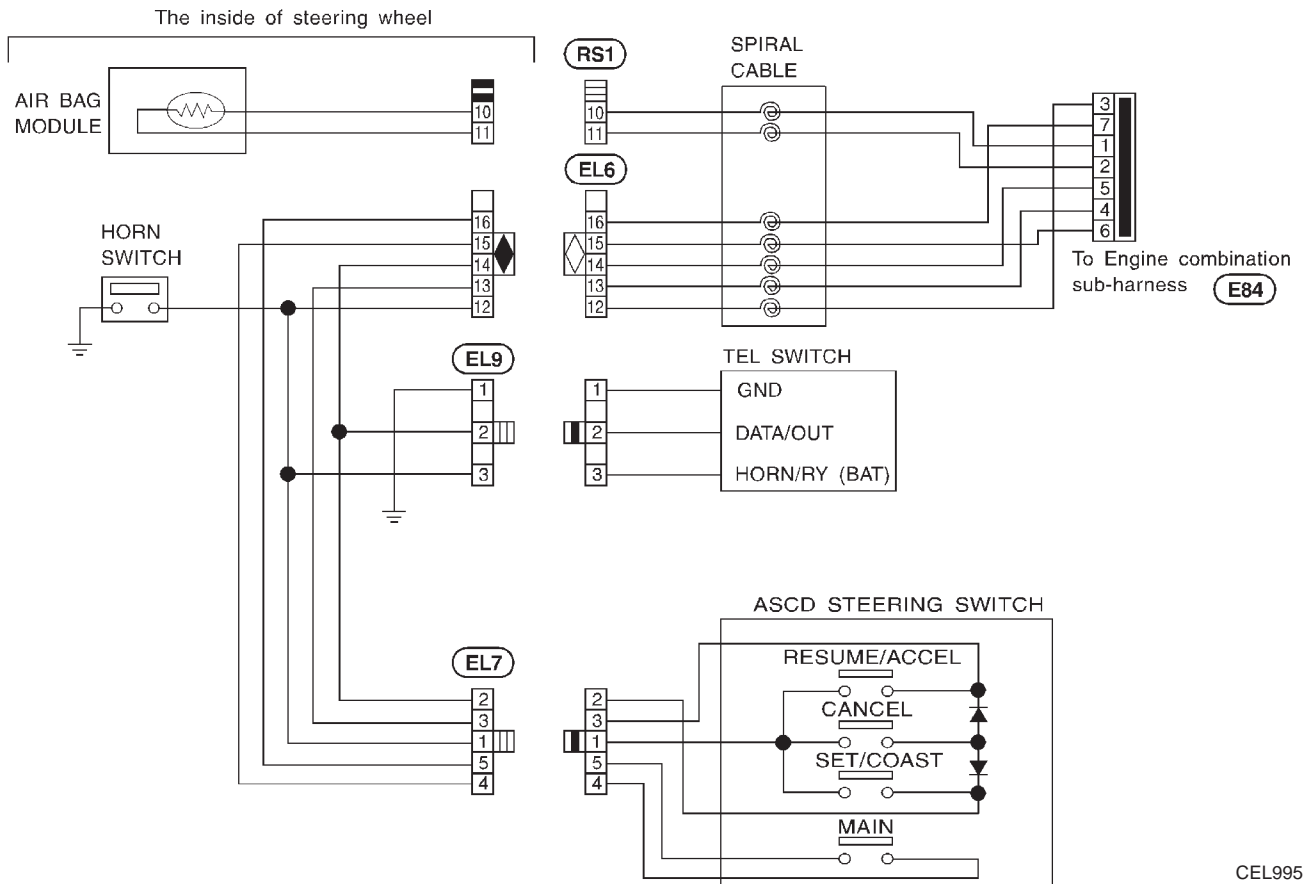 The inside of steering wheel
AIR BAG
MODULE
10
11
RS1
10
11
SPIRAL
CABLE
3
7
1
2
5
4
6
To Engine combination
sub-harness E84
HORN
SWITCH
16
15
14
13
12
EL6
16
15
14
13
12
EL9
1
2
3
1
2
3
TEL SWITCH
GND
DATA/OUT
HORN/RY (BAT)
EL7
2
3
1
5
4
2
3
1
5
4
ASCD STEERING SWITCH
RESUME/ACCEL
CANCEL
SET/COAST
MAIN
CEL995